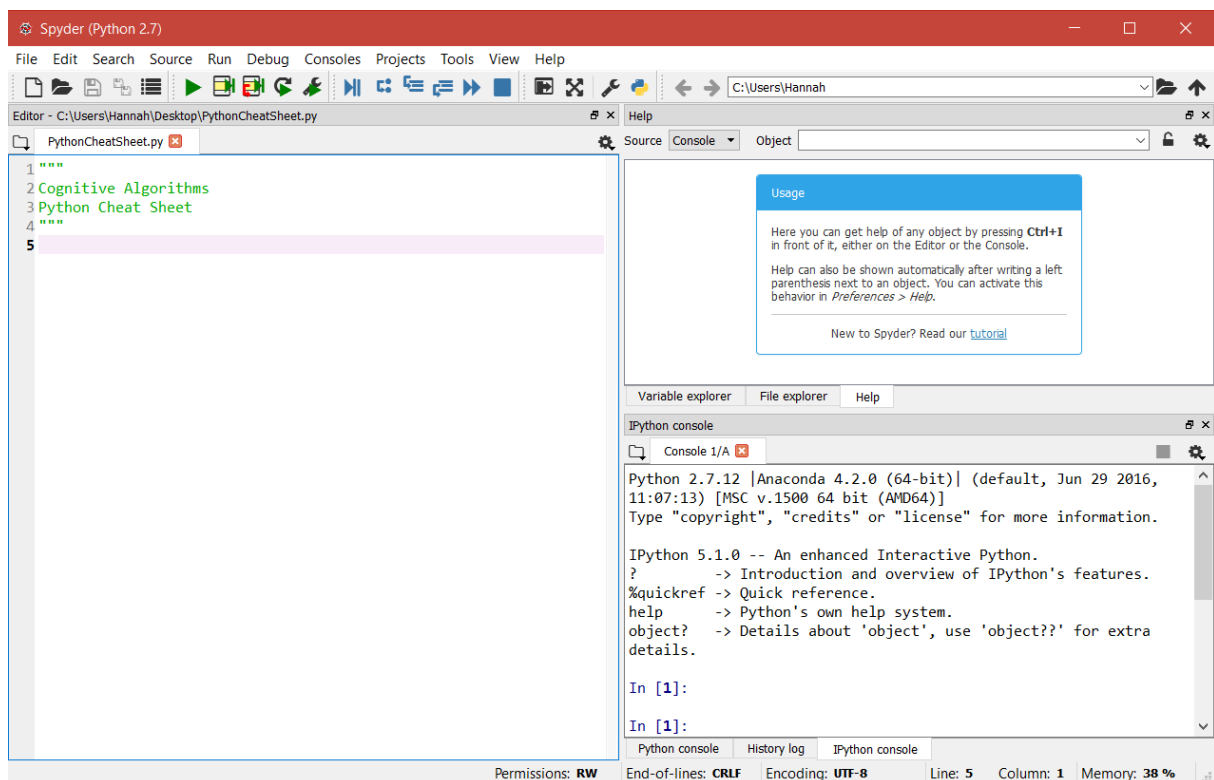 Spyder (Python 2.7)
File Edit Search Source Run Debug Consoles Projects Tools View Help
C:\Users\Hannah
Editor - C:\Users\Hannah\Desktop\PythonCheatSheet.py
PythonCheatSheet.py
1 """
2 Cognitive Algorithms
3 Python Cheat Sheet
4 """
5
Help
Source Console Object
Usage
Here you can get help of any object by pressing Ctrl+I
in front of it, either on the Editor or the Console.
Help can also be shown automatically after writing a left
parenthesis next to an object. You can activate this
behavior in Preferences > Help.
New to Spyder? Read our tutorial
Variable explorer File explorer Help
IPython console
Console 1/A
Python 2.7.12 |Anaconda 4.2.0 (64-bit)| (default, Jun 29 2016,
11:07:13) [MSC v.1500 64 bit (AMD64)]
Type "copyright", "credits" or "license" for more information.
IPython 5.1.0 -- An enhanced Interactive Python.
? -> Introduction and overview of IPython's features.
%quickref -> Quick reference.
help -> Python's own help system.
object? -> Details about 'object', use 'object??' for extra
details.
In [1]:
In [1]:
Python console History log IPython console
Permissions: RW End-of-lines: CRLF Encoding: UTF-8 Line: 5 Column: 1 Memory: 38 %